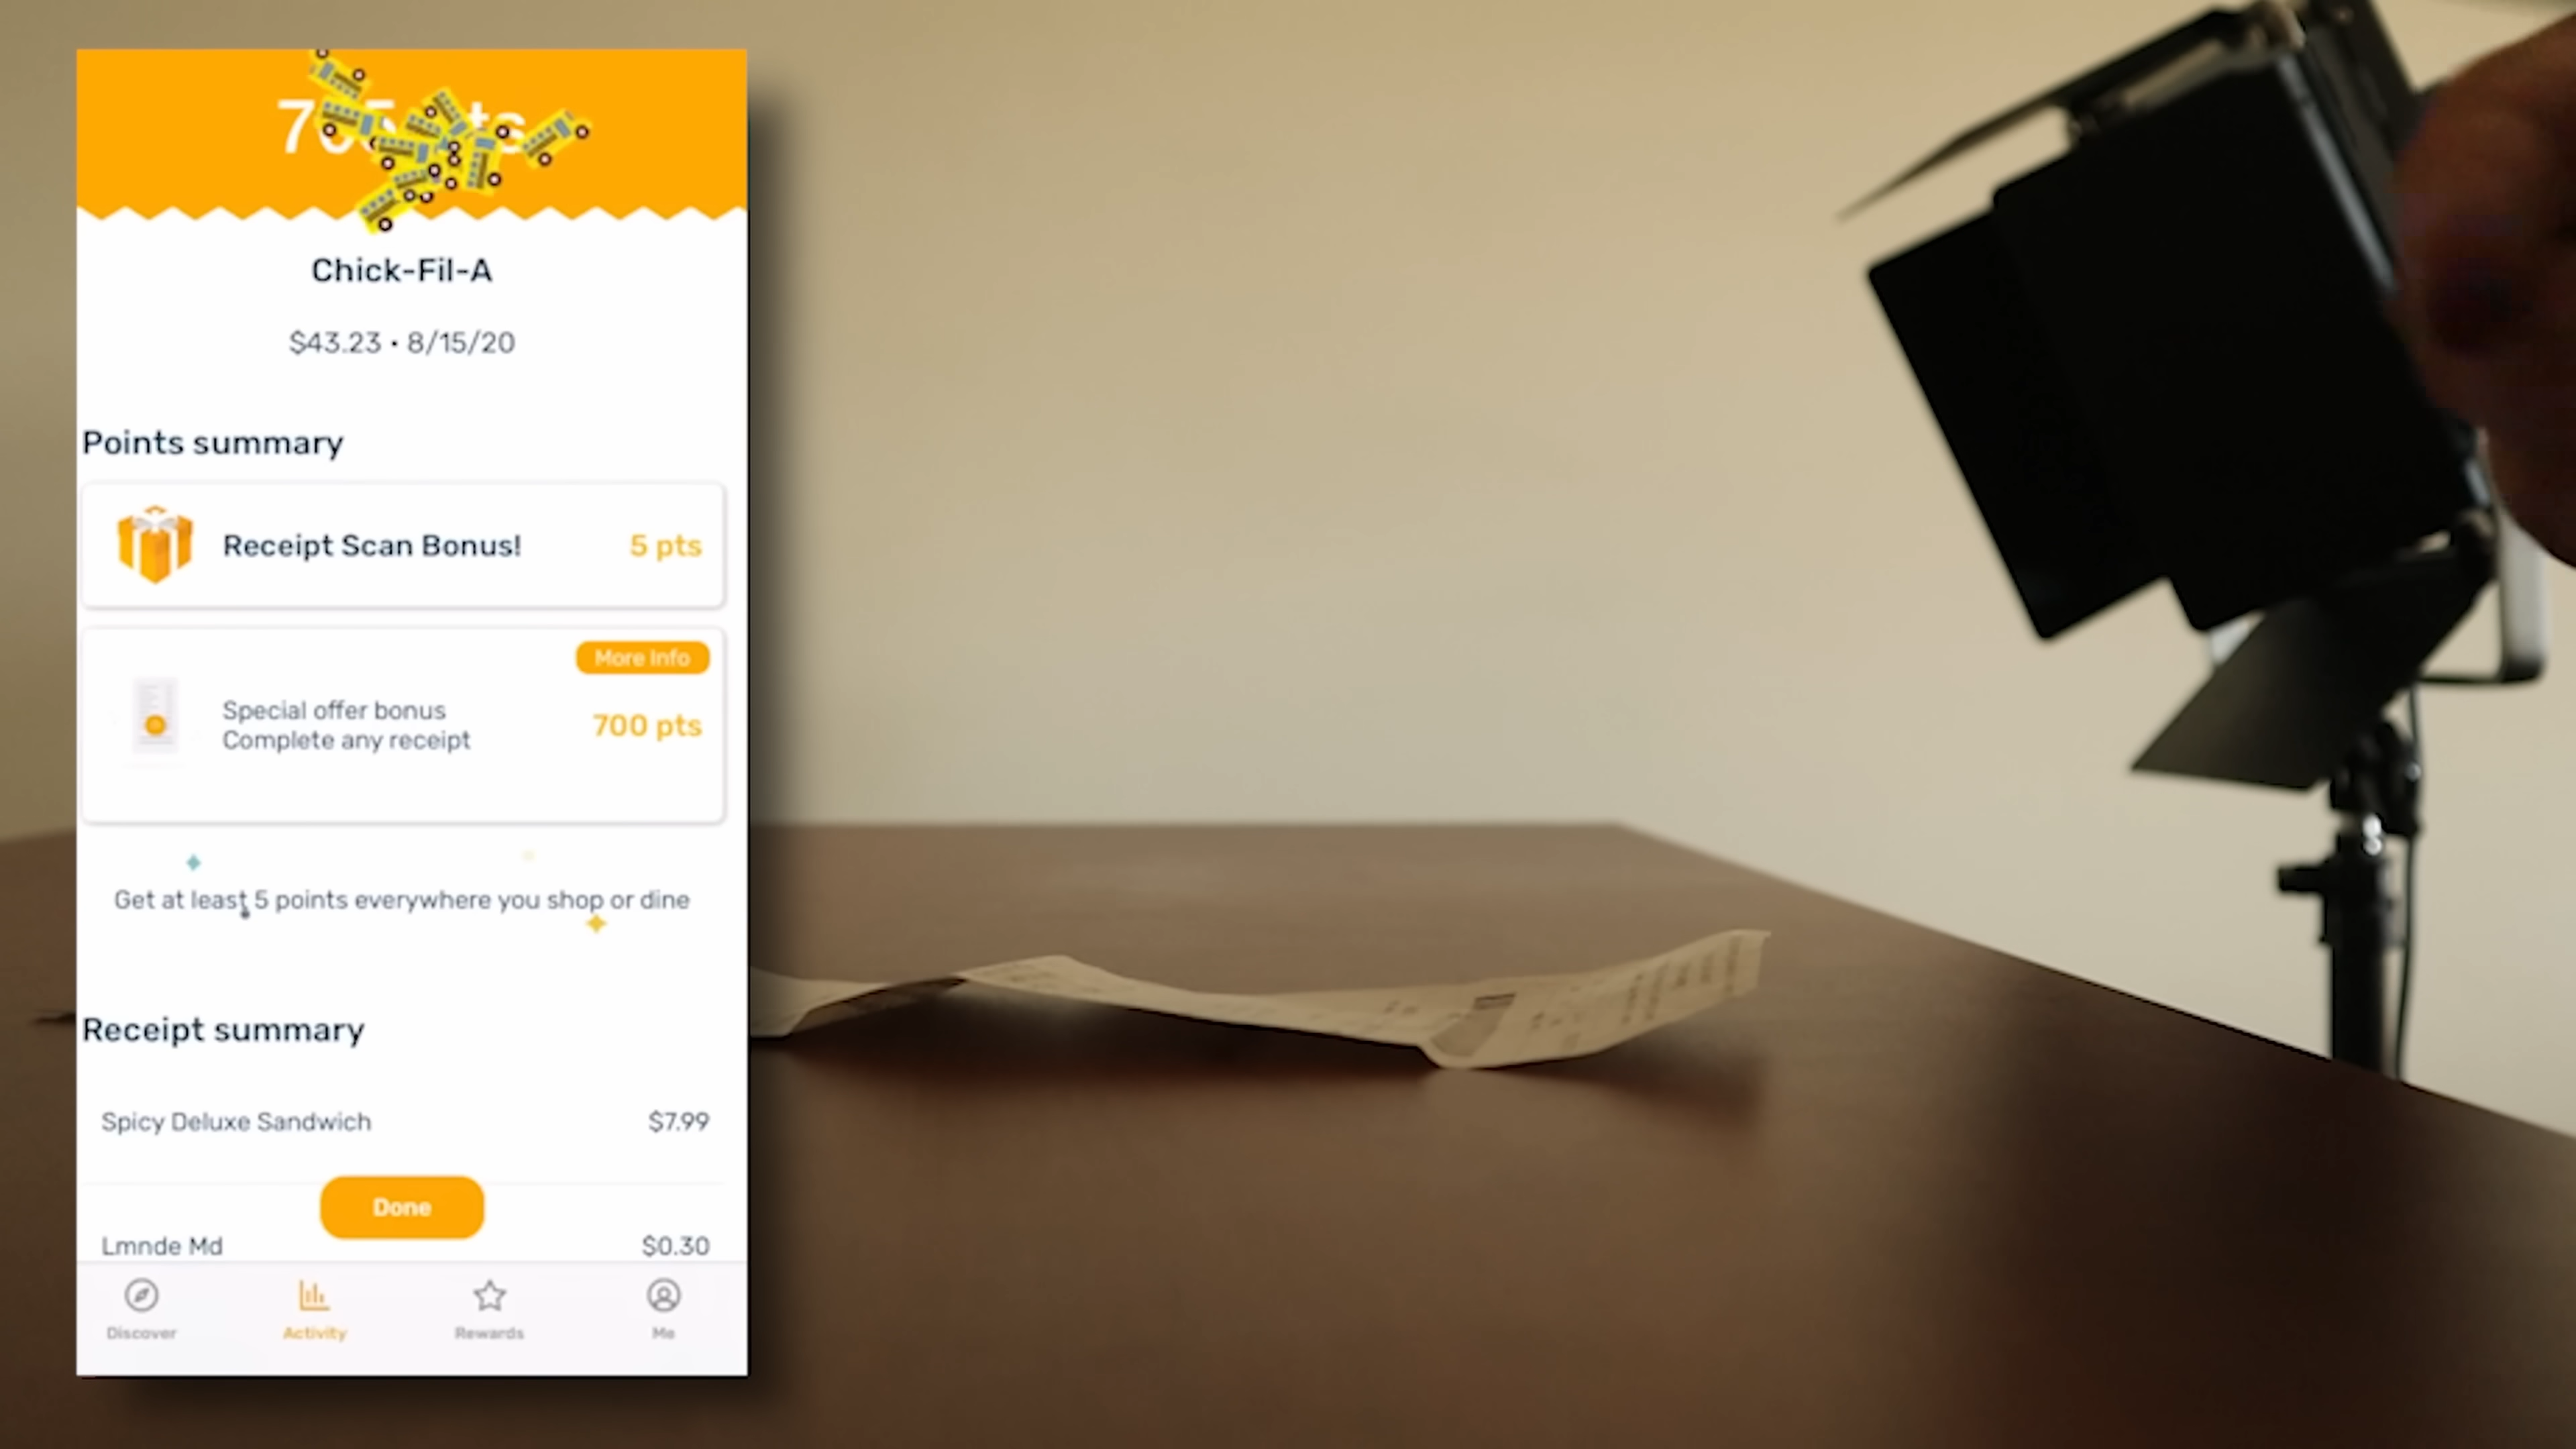 705 pts
Chick-Fil-A
$43.23 • 8/15/20
Points summary
Receipt Scan Bonus!
5 pts
More Info
Special offer bonus
Complete any receipt
700 pts
Get at least 5 points everywhere you shop or dine
Receipt summary
Spicy Deluxe Sandwich
$7.99
Done
Lmnde Md
$0.30
Discover
Activity
Rewards
Me